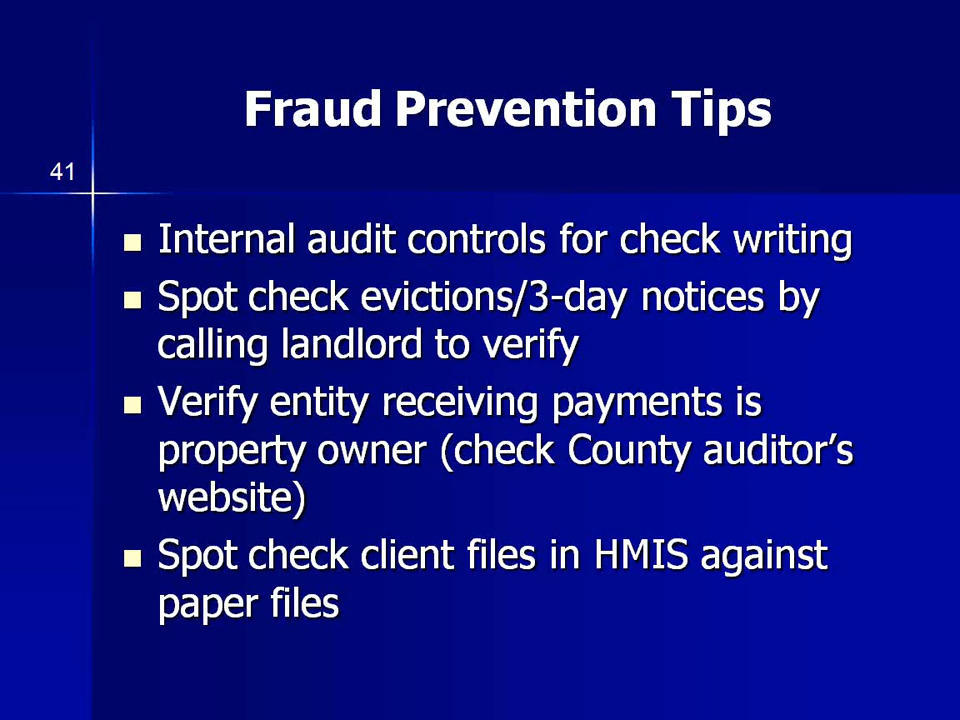 Fraud Prevention Tips
41
Internal audit controls for check writing
Spot check evictions/3-day notices by
calling landlord to verify
Verify entity receiving payments is
property owner (check County auditor’s
website)
Spot check client files in HMIS against
paper files